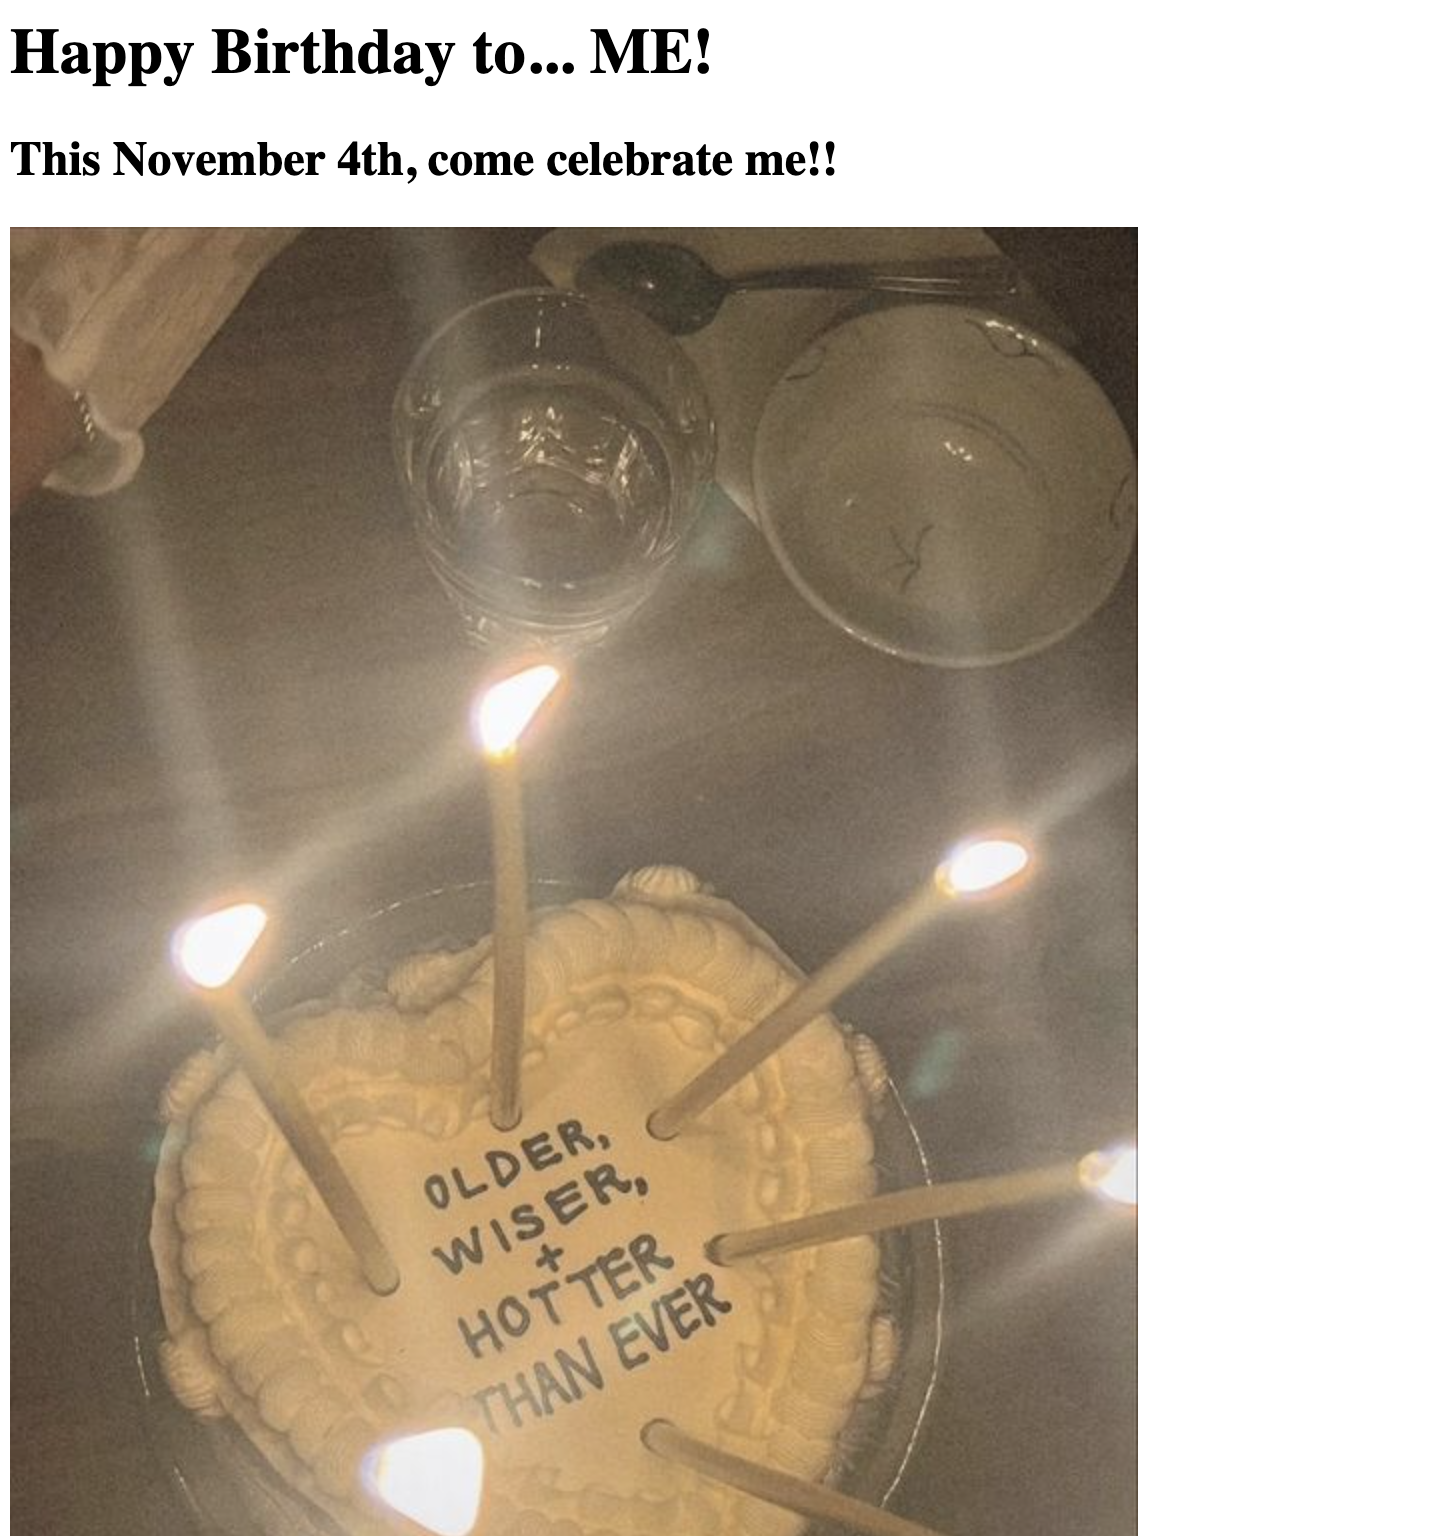 Happy Birthday to... ME!
This November 4th, come celebrate me!!
OLDER,
WISER,
+
HOTTER
THAN EVER